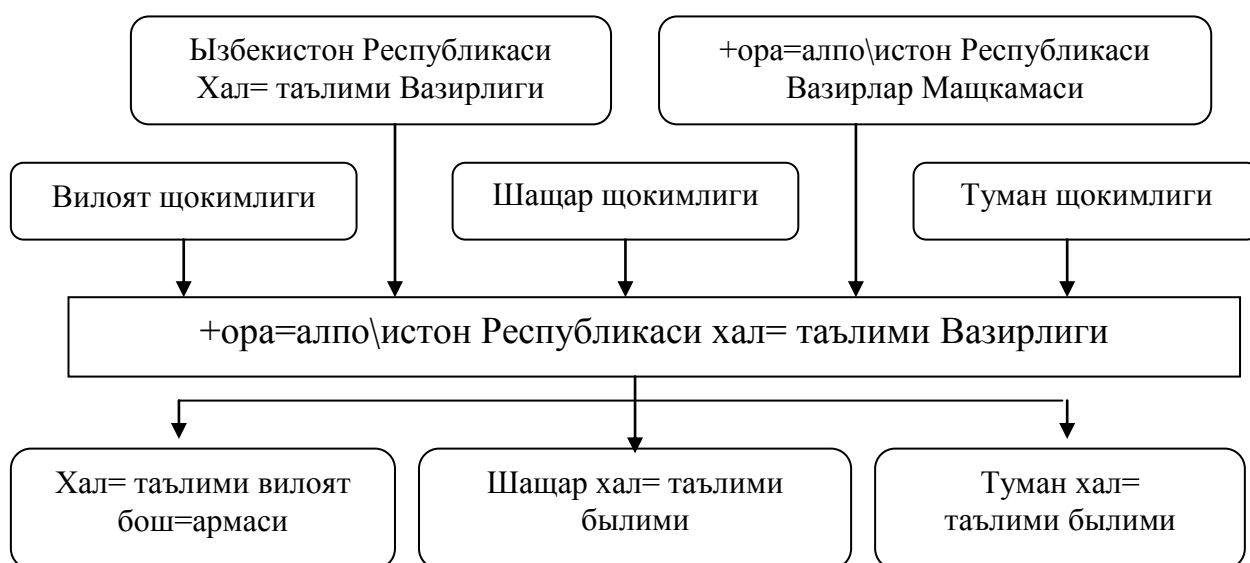 Ызбекистон Республикаси
Хал= таълими Вазирлиги
+ора=алпо\истон Республикаси
Вазирлар Мащкамаси
Вилоят щокимлиги
Шащар щокимлиги
Туман щокимлиги
+ора=алпо\истон Республикаси хал= таълими Вазирлиги
Хал= таълими вилоят
бош=армаси
Шащар хал= таълими
былими
Туман хал=
таълими былими